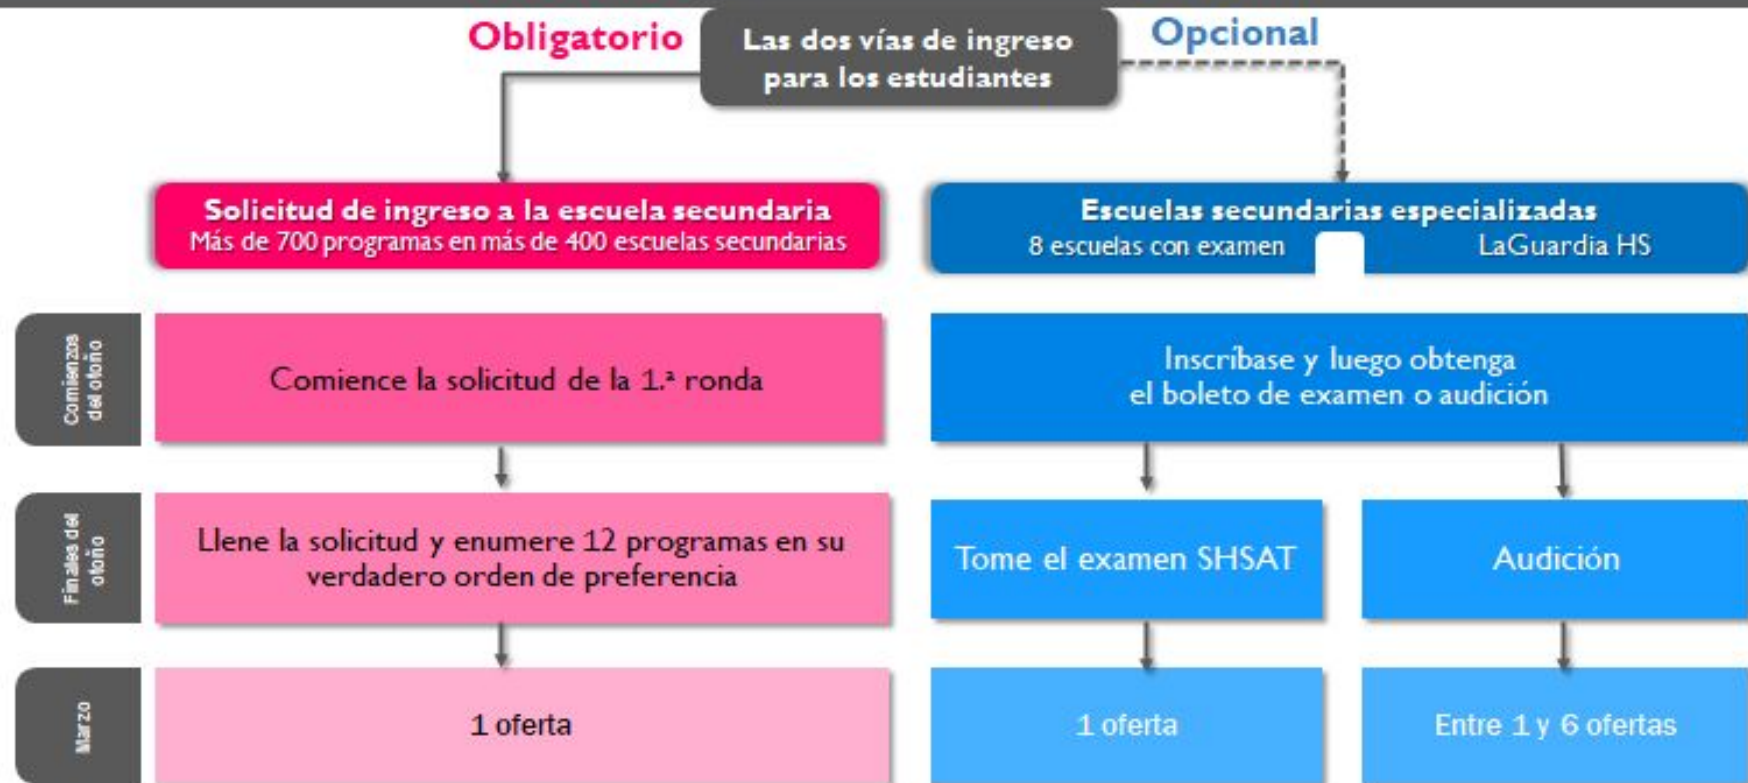 Obligatorio
Las dos vías de ingreso
para los estudiantes
Opcional
Solicitud de ingreso a la escuela secundaria
Más de 700 programas en más de 400 escuelas secundarias
Escuelas secundarias especializadas
8 escuelas con examen
LaGuardia HS
Comienzos
del otoño
Comience la solicitud de la 1.ª ronda
Inscríbase y luego obtenga
el boleto de examen o audición
Finales del
otoño
Llene la solicitud y enumere 12 programas en su
verdadero orden de preferencia
Tome el examen SHSAT
Audición
Marzo
1 oferta
1 oferta
Entre 1 y 6 ofertas